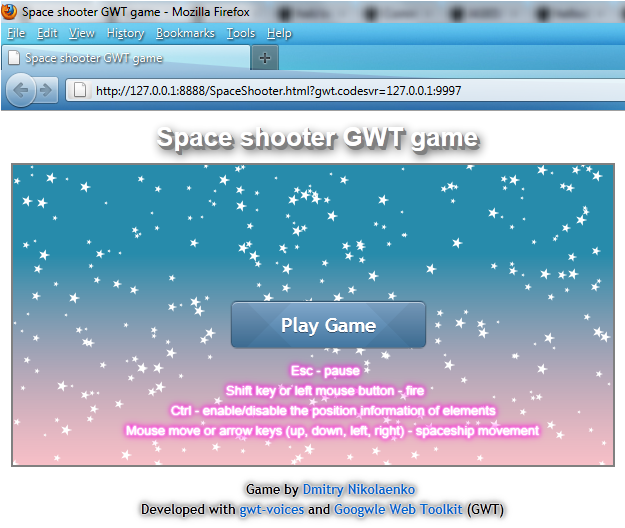 Space shooter GWT game - Mozilla Firefox
File Edit View History Bookmarks Tools Help
Space shooter GWT game
http://127.0.0.1:8888/SpaceShooter.html?gwt.codesvr=127.0.0.1:9997
Space shooter GWT game
Play Game
Esc - pause
Shift key or left mouse button - fire
Ctrl - enable/disable the position information of elements
Mouse move or arrow keys (up, down, left, right) - spaceship movement
Game by Dmitry Nikolaenko
Developed with gwt-voices and Googwle Web Toolkit (GWT)